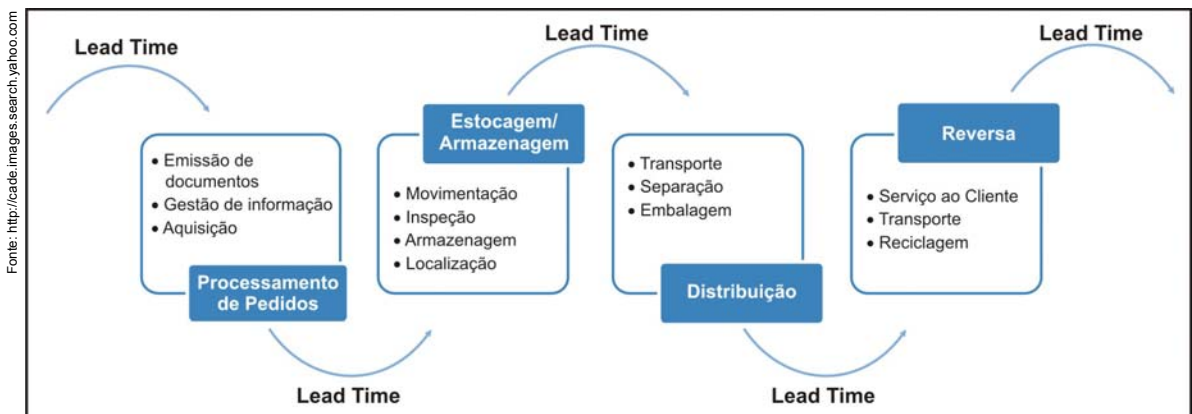 Fonte: http://cade.images.search.yahoo.com
Lead Time
• Emissão de
documentos
• Gestão de informação
• Aquisição
Processamento
de Pedidos
Lead Time
Estocagem/
Armazenagem
• Movimentação
• Inspeção
• Armazenagem
• Localização
Lead Time
• Transporte
• Separação
• Embalagem
Distribuição
Lead Time
Reversa
• Serviço ao Cliente
• Transporte
• Reciclagem
Lead Time